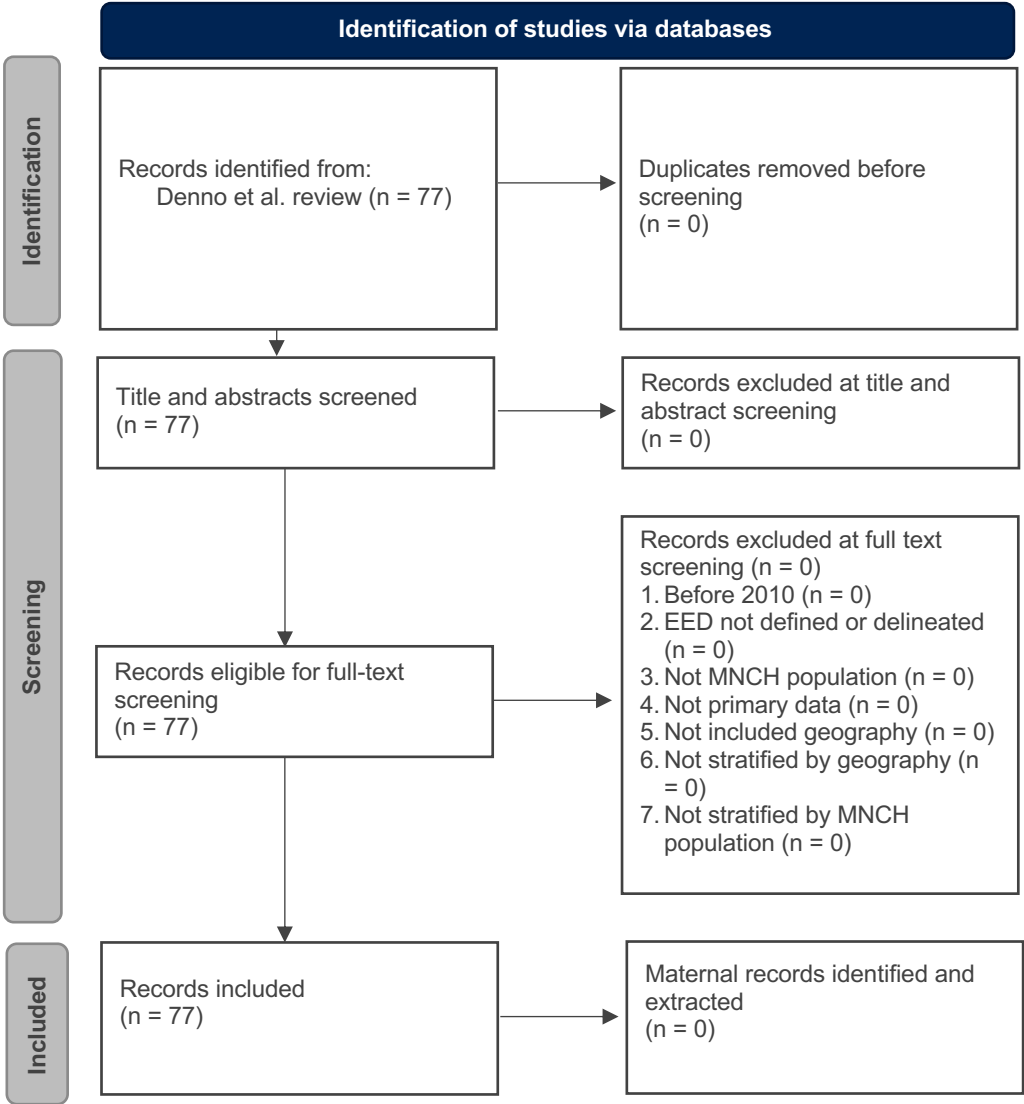 Identification of studies via databases
Identification
Records identified from:
Denno et al. review (n = 77)
Duplicates removed before
screening
(n = 0)
Screening
Title and abstracts screened
(n = 77)
Records excluded at title and
abstract screening
(n = 0)
Records eligible for full-text
screening
(n = 77)
Records excluded at full text
screening (n = 0)
1. Before 2010 (n = 0)
2. EED not defined or delineated
(n = 0)
3. Not MNCH population (n = 0)
4. Not primary data (n = 0)
5. Not included geography (n = 0)
6. Not stratified by geography (n
= 0)
7. Not stratified by MNCH
population (n = 0)
Included
Records included
(n = 77)
Maternal records identified and
extracted
(n = 0)